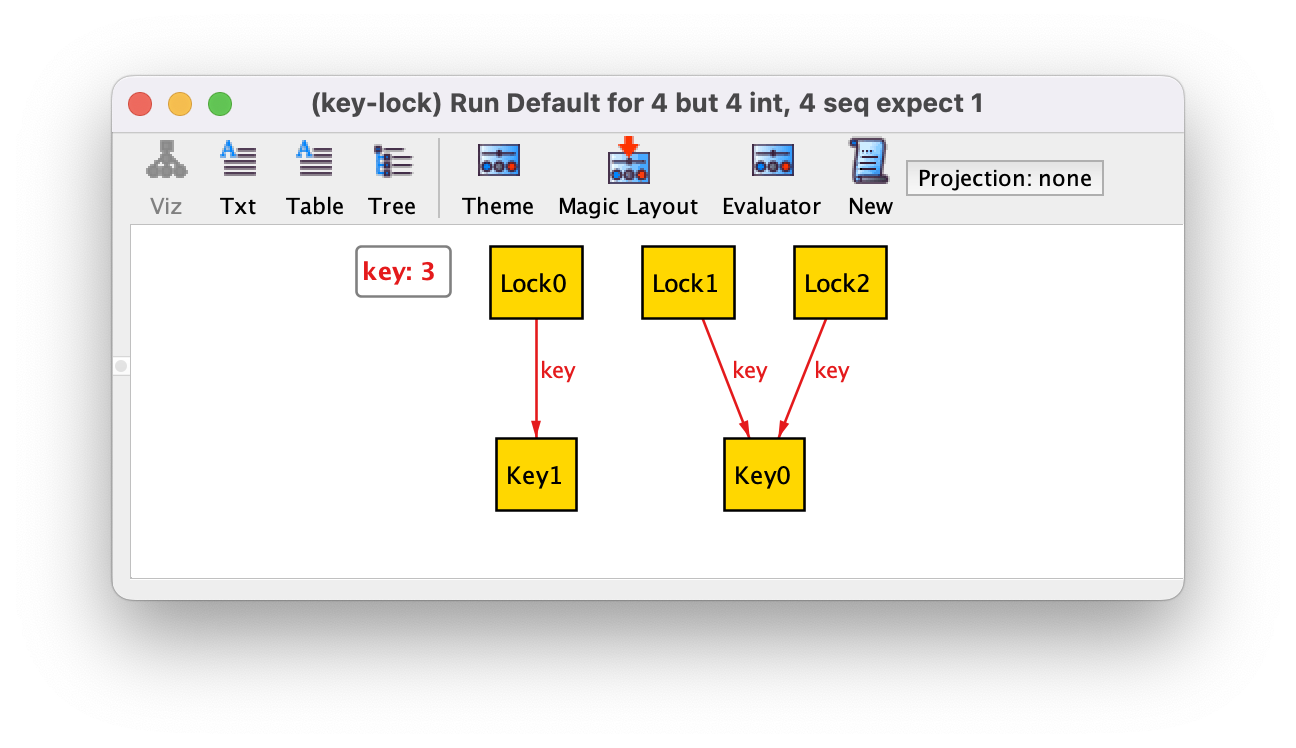 (key-lock) Run Default for 4 but 4 int, 4 seq expect 1
Viz Txt Table Tree Theme Magic Layout Evaluator New Projection: none
key: 3 Lock0 Lock1 Lock2
key key key
Key1 Key0